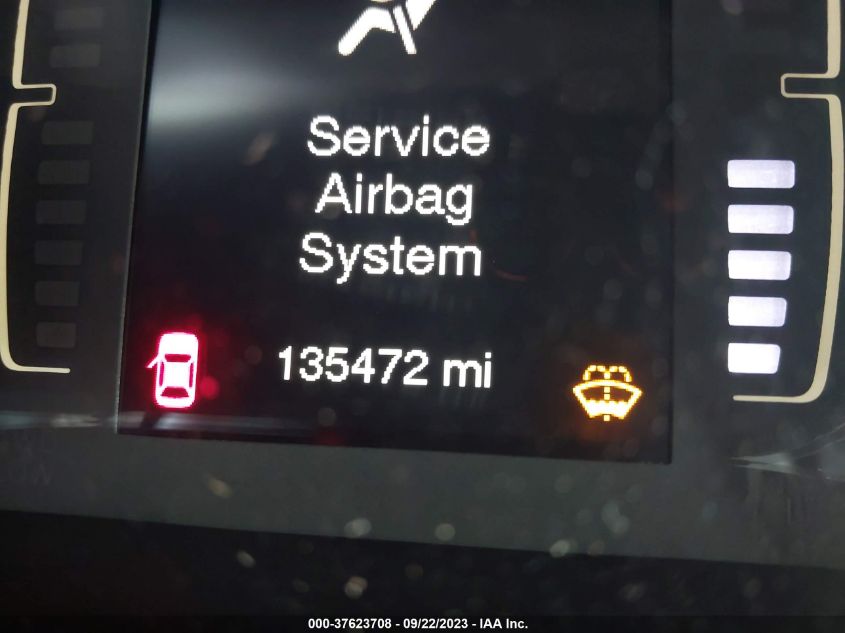 Service
Airbag
System
135472 mi
000-37623708 - 09/22/2023 - IAA Inc.